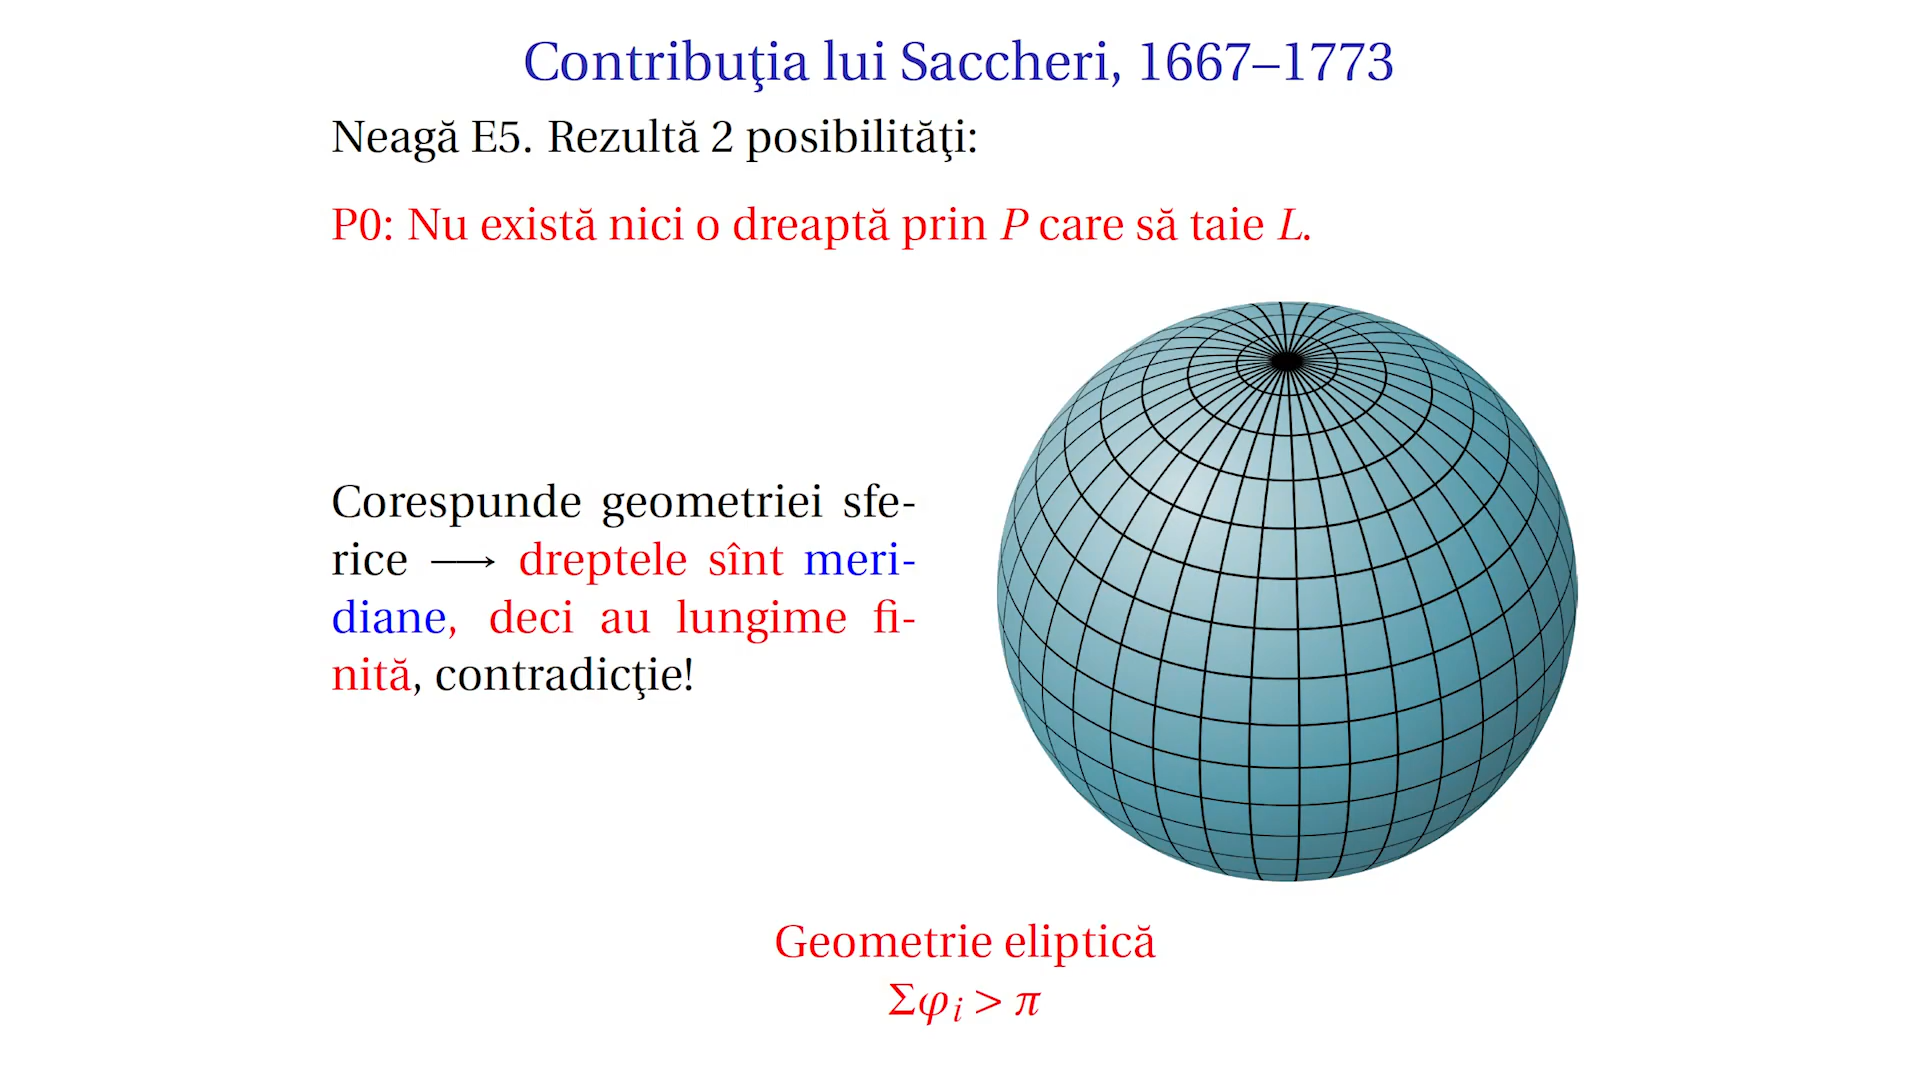 Contribuţia lui Saccheri, 1667–1773
Neagă E5. Rezultă 2 posibilităţi:
P0: Nu există nici o dreaptă prin P care să taie L.
Corespunde geometriei sfe-
rice ⟶ dreptele sînt meri-
diane, deci au lungime fi-
nită, contradicţie!
Geometrie eliptică
Σφᵢ > π